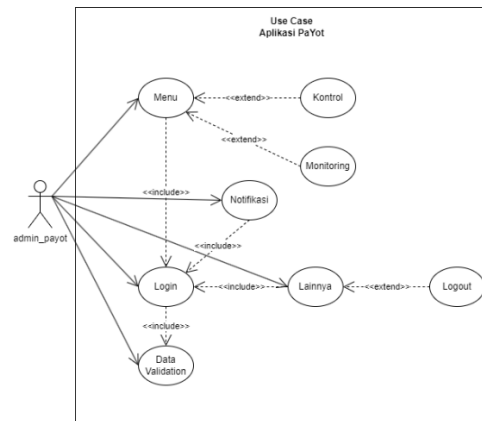 Use Case
Aplikasi PaYot
Menu
<<extend>>
Kontrol
<<extend>>
Monitoring
<<include>>
Notifikasi
admin_payot
<<include>>
Login
<<include>>
Lainnya
<<extend>>
Logout
<<include>>
Data
Validation